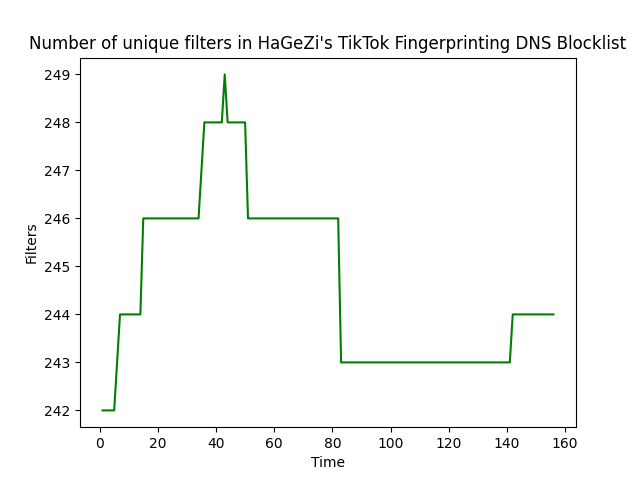 Number of unique filters in HaGeZi's TikTok Fingerprinting DNS Blocklist
249
248
247
246
245
244
243
242
Filters
0 20 40 60 80 100 120 140 160
Time